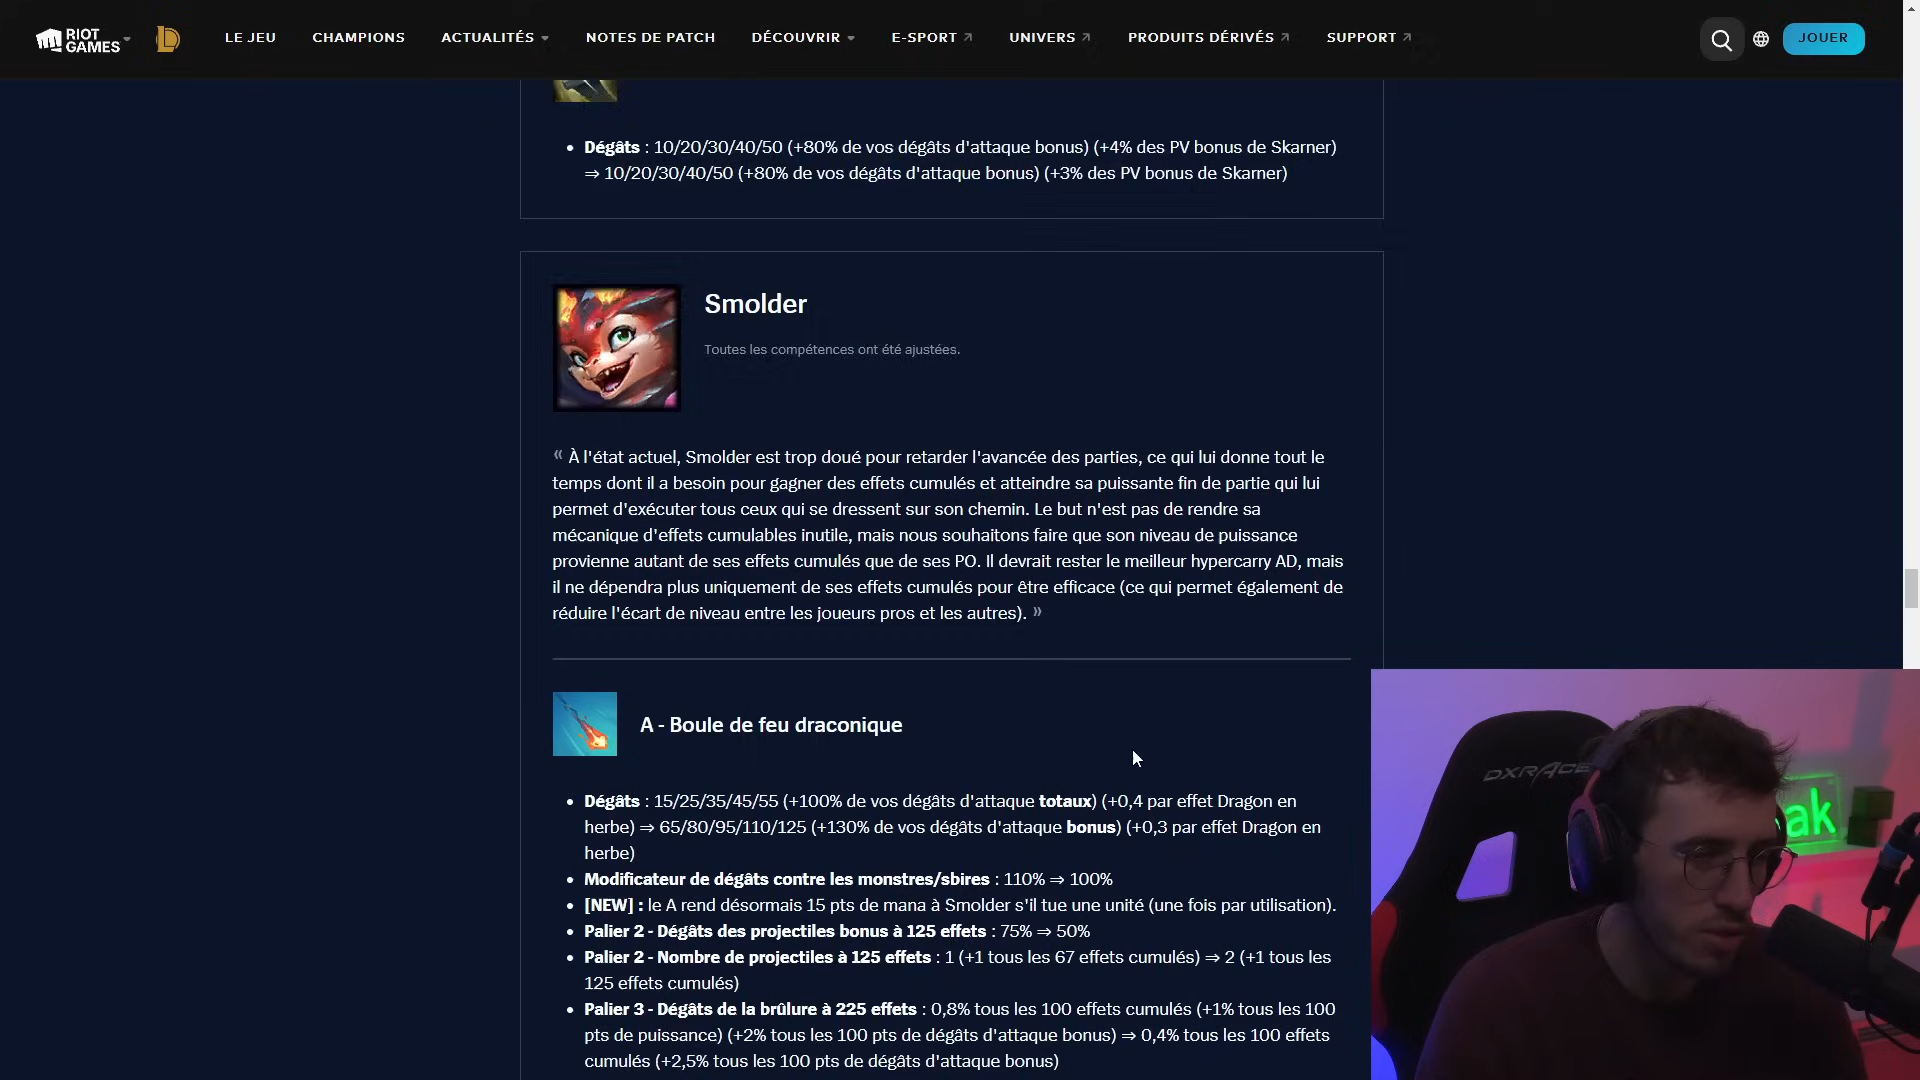 RIOT GAMES
LE JEU
CHAMPIONS
ACTUALITÉS
NOTES DE PATCH
DÉCOUVRIR
E-SPORT
UNIVERS
PRODUITS DÉRIVÉS
SUPPORT
JOUER
• Dégâts : 10/20/30/40/50 (+80% de vos dégâts d'attaque bonus) (+4% des PV bonus de Skarner)
⇒ 10/20/30/40/50 (+80% de vos dégâts d'attaque bonus) (+3% des PV bonus de Skarner)
Smolder
Toutes les compétences ont été ajustées.
« À l'état actuel, Smolder est trop doué pour retarder l'avancée des parties, ce qui lui donne tout le
temps dont il a besoin pour gagner des effets cumulés et atteindre sa puissante fin de partie qui lui
permet d'exécuter tous ceux qui se dressent sur son chemin. Le but n'est pas de rendre sa
mécanique d'effets cumulables inutile, mais nous souhaitons faire que son niveau de puissance
provienne autant de ses effets cumulés que de ses PO. Il devrait rester le meilleur hypercarry AD, mais
il ne dépendra plus uniquement de ses effets cumulés pour être efficace (ce qui permet également de
réduire l'écart de niveau entre les joueurs pros et les autres). »
A - Boule de feu draconique
• Dégâts : 15/25/35/45/55 (+100% de vos dégâts d'attaque totaux) (+0,4 par effet Dragon en
herbe) ⇒ 65/80/95/110/125 (+130% de vos dégâts d'attaque bonus) (+0,3 par effet Dragon en
herbe)
• Modificateur de dégâts contre les monstres/sbires : 110% ⇒ 100%
• [NEW] : le A rend désormais 15 pts de mana à Smolder s'il tue une unité (une fois par utilisation).
• Palier 2 - Dégâts des projectiles bonus à 125 effets : 75% ⇒ 50%
• Palier 2 - Nombre de projectiles à 125 effets : 1 (+1 tous les 67 effets cumulés) ⇒ 2 (+1 tous les
125 effets cumulés)
• Palier 3 - Dégâts de la brûlure à 225 effets : 0,8% tous les 100 effets cumulés (+1% tous les 100
pts de puissance) (+2% tous les 100 pts de dégâts d'attaque bonus) ⇒ 0,4% tous les 100 effets
cumulés (+2,5% tous les 100 pts de dégâts d'attaque bonus)
DXRACE
ak